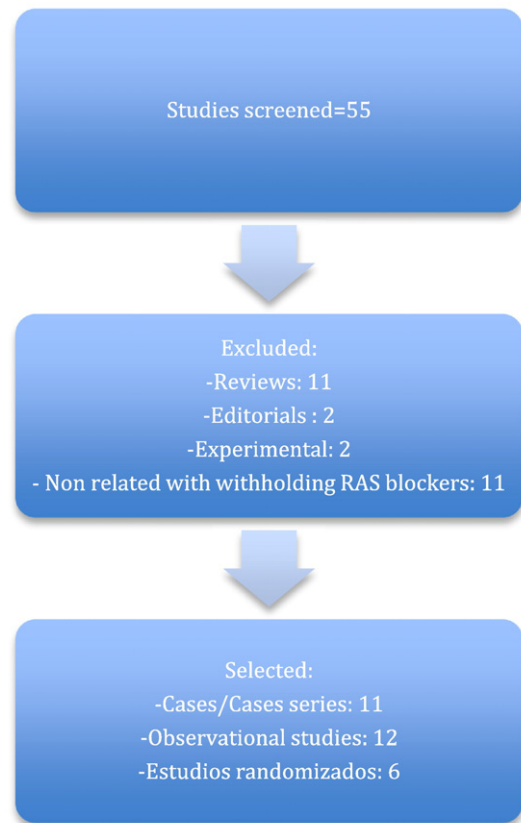 Studies screened=55
Excluded:
-Reviews: 11
-Editorials : 2
-Experimental: 2
- Non related with withholding RAS blockers: 11
Selected:
-Cases/Cases series: 11
-Observational studies: 12
-Estudios randomizados: 6